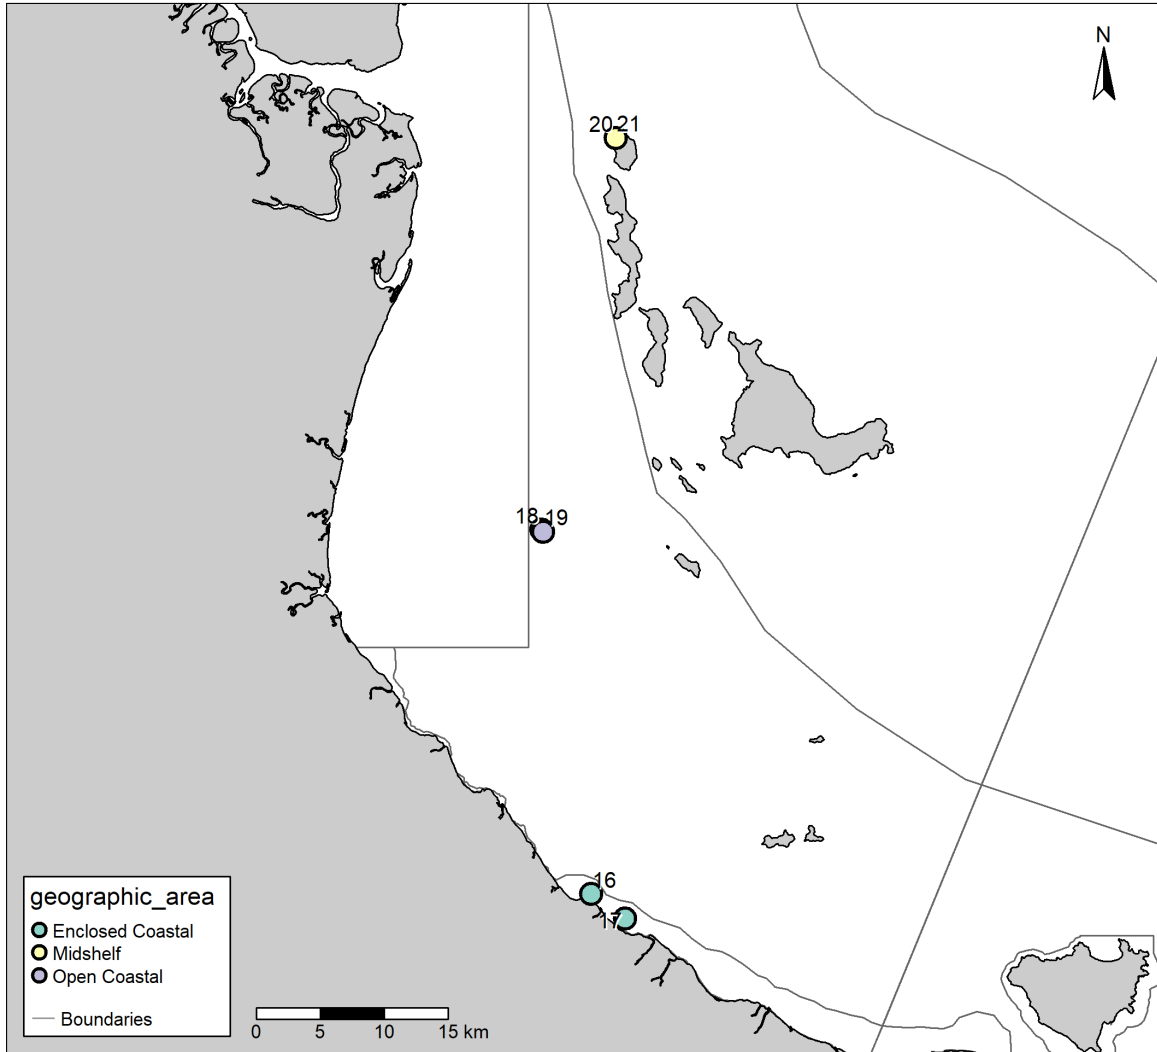 N
20 21
18 19
16
17
geographic_area
Enclosed Coastal
Midshelf
Open Coastal
Boundaries
0 5 10 15 km